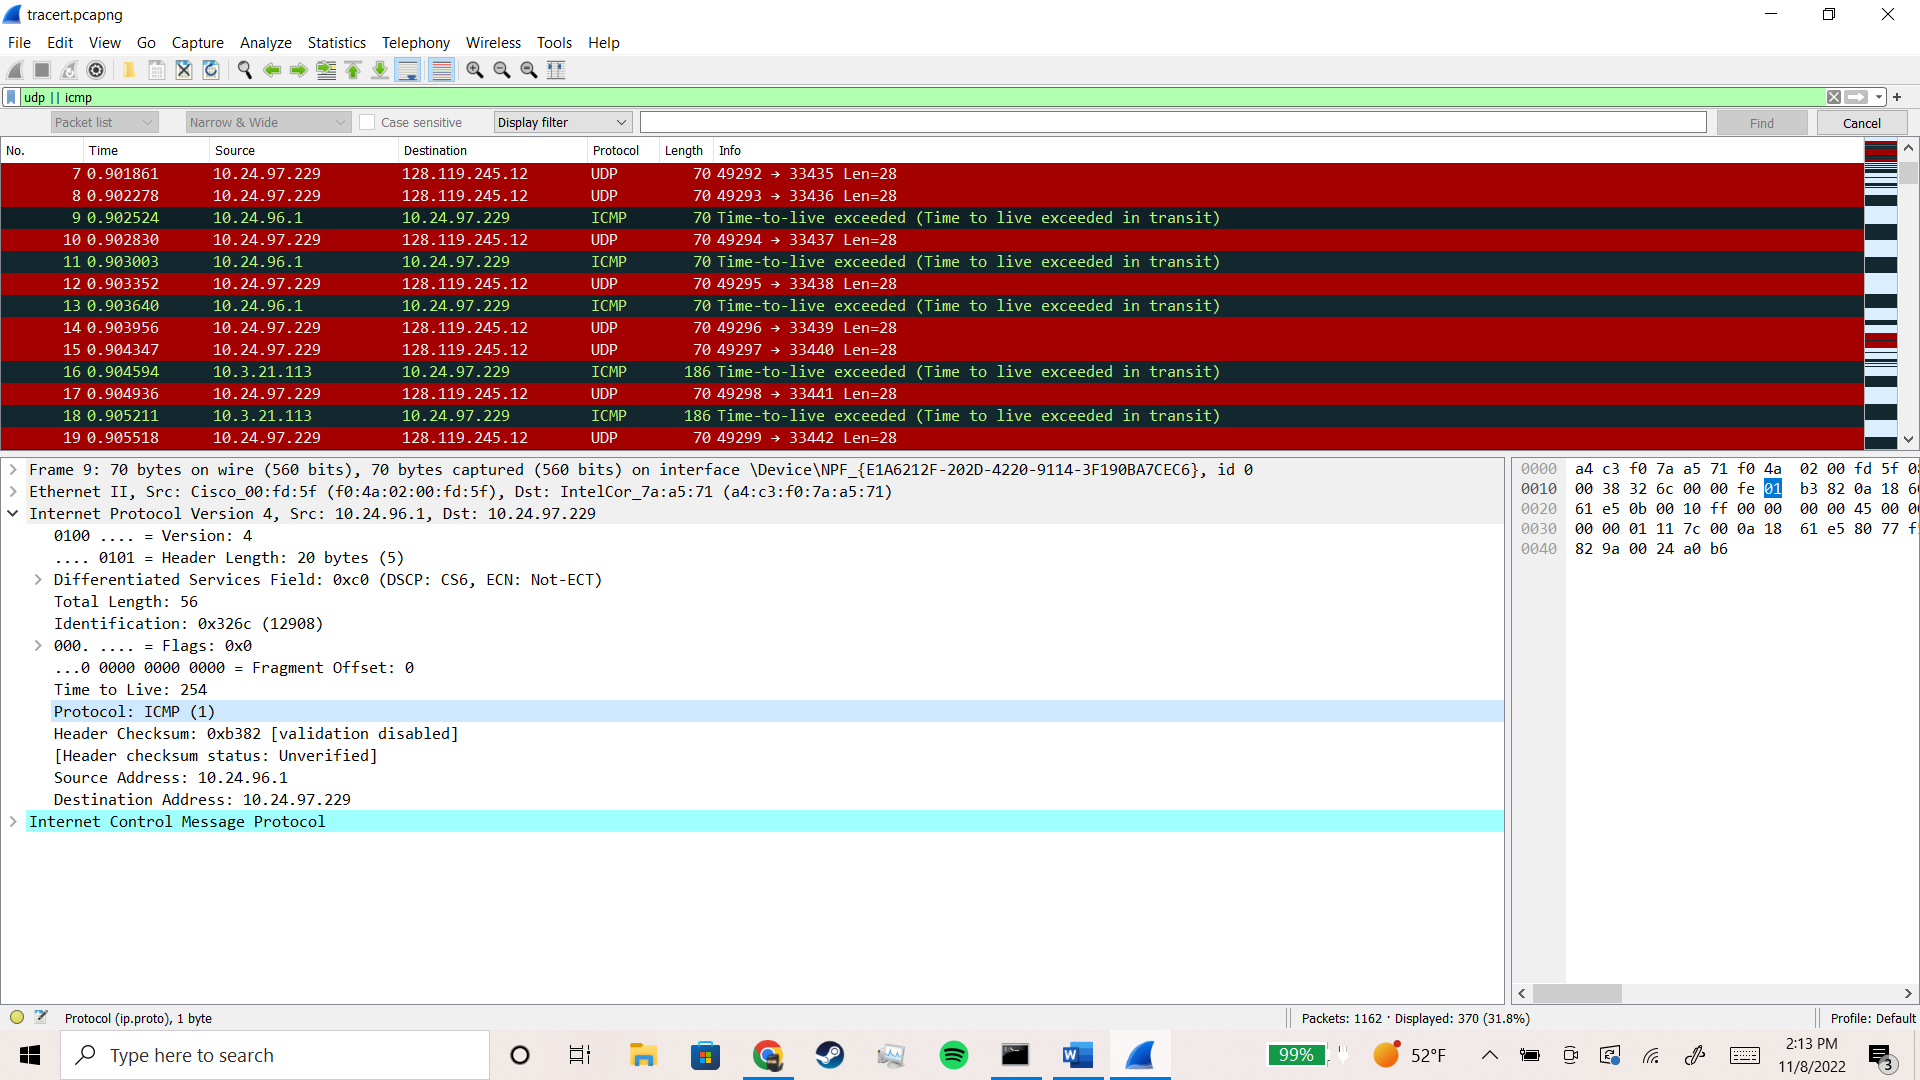 tracert.pcapng
File Edit View Go Capture Analyze Statistics Telephony Wireless Tools Help
udp || icmp
Packet list Narrow & Wide Case sensitive Display filter Find Cancel
No. Time Source Destination Protocol Length Info
7 0.901861 10.24.97.229 128.119.245.12 UDP 70 49292 → 33435 Len=28
8 0.902278 10.24.97.229 128.119.245.12 UDP 70 49293 → 33436 Len=28
9 0.902524 10.24.96.1 10.24.97.229 ICMP 70 Time-to-live exceeded (Time to live exceeded in transit)
10 0.902830 10.24.97.229 128.119.245.12 UDP 70 49294 → 33437 Len=28
11 0.903003 10.24.96.1 10.24.97.229 ICMP 70 Time-to-live exceeded (Time to live exceeded in transit)
12 0.903352 10.24.97.229 128.119.245.12 UDP 70 49295 → 33438 Len=28
13 0.903640 10.24.96.1 10.24.97.229 ICMP 70 Time-to-live exceeded (Time to live exceeded in transit)
14 0.903956 10.24.97.229 128.119.245.12 UDP 70 49296 → 33439 Len=28
15 0.904347 10.24.97.229 128.119.245.12 UDP 70 49297 → 33440 Len=28
16 0.904594 10.3.21.113 10.24.97.229 ICMP 186 Time-to-live exceeded (Time to live exceeded in transit)
17 0.904936 10.24.97.229 128.119.245.12 UDP 70 49298 → 33441 Len=28
18 0.905211 10.3.21.113 10.24.97.229 ICMP 186 Time-to-live exceeded (Time to live exceeded in transit)
19 0.905518 10.24.97.229 128.119.245.12 UDP 70 49299 → 33442 Len=28
Frame 9: 70 bytes on wire (560 bits), 70 bytes captured (560 bits) on interface \Device\NPF_{E1A6212F-202D-4220-9114-3F190BA7CEC6}, id 0
Ethernet II, Src: Cisco_00:fd:5f (f0:4a:02:00:fd:5f), Dst: IntelCor_7a:a5:71 (a4:c3:f0:7a:a5:71)
Internet Protocol Version 4, Src: 10.24.96.1, Dst: 10.24.97.229
0100 .... = Version: 4
.... 0101 = Header Length: 20 bytes (5)
Differentiated Services Field: 0xc0 (DSCP: CS6, ECN: Not-ECT)
Total Length: 56
Identification: 0x326c (12908)
000. .... = Flags: 0x0
...0 0000 0000 0000 = Fragment Offset: 0
Time to Live: 254
Protocol: ICMP (1)
Header Checksum: 0xb382 [validation disabled]
[Header checksum status: Unverified]
Source Address: 10.24.96.1
Destination Address: 10.24.97.229
Internet Control Message Protocol
0000 a4 c3 f0 7a a5 71 f0 4a 02 00 fd 5f 08
0010 00 38 32 6c 00 00 fe 01 b3 82 0a 18 60
0020 61 e5 0b 00 10 ff 00 00 00 00 45 00 00
0030 00 00 01 11 7c 00 0a 18 61 e5 80 77 f5
0040 82 9a 00 24 a0 b6
Protocol (ip.proto), 1 byte
Packets: 1162 · Displayed: 370 (31.8%)
Profile: Default
Type here to search
99%
52°F
2:13 PM
11/8/2022
3